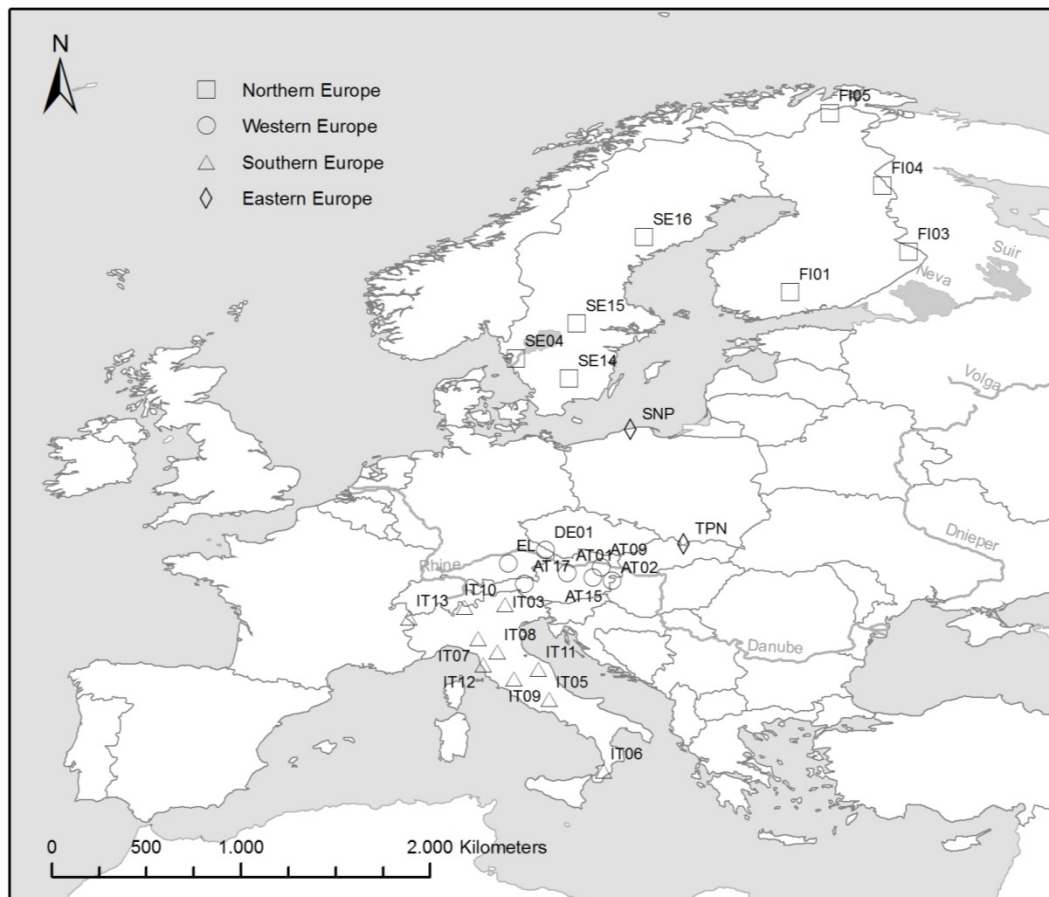 N
Northern Europe
Western Europe
Southern Europe
Eastern Europe
FI05
FI04
SE16
FI03
Suir
Neva
FI01
SE15
SE04
SE14
Volga
SNP
TPN
Dnieper
DE01
EL
AT01
AT09
Rhine
AT17
AT02
IT10
IT03
AT15
IT13
IT08
Danube
IT07
IT11
IT12
IT09
IT05
IT06
0 500 1.000 2.000 Kilometers